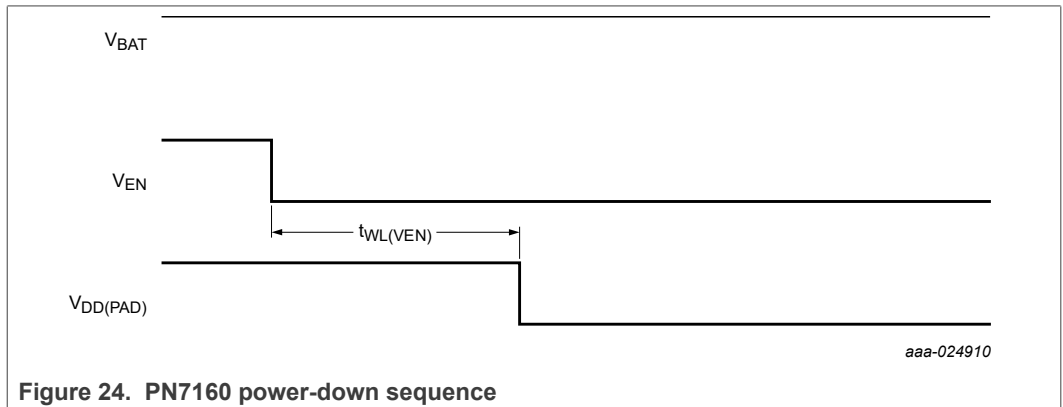 VBAT
VEN
tWL(VEN)
VDD(PAD)
aaa-024910
Figure 24. PN7160 power-down sequence